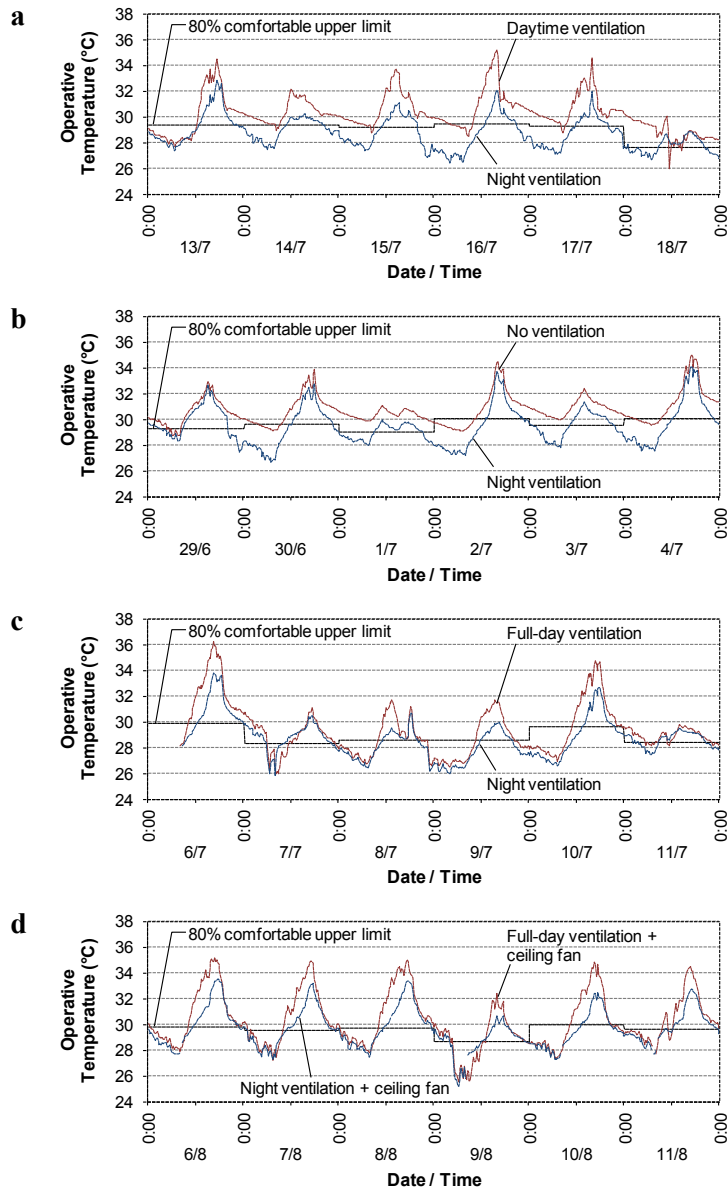 a
38
36
34
32
30
28
26
24
Operative
Temperature (°C)
80% comfortable upper limit
Daytime ventilation
Night ventilation
0:00 0:00 0:00 0:00 0:00 0:00 0:00
13/7 14/7 15/7 16/7 17/7 18/7
Date / Time
b
38
36
34
32
30
28
26
24
Operative
Temperature (°C)
80% comfortable upper limit
No ventilation
Night ventilation
0:00 0:00 0:00 0:00 0:00 0:00 0:00
29/6 30/6 1/7 2/7 3/7 4/7
Date / Time
c
38
36
34
32
30
28
26
24
Operative
Temperature (°C)
80% comfortable upper limit
Full-day ventilation
Night ventilation
0:00 0:00 0:00 0:00 0:00 0:00 0:00
6/7 7/7 8/7 9/7 10/7 11/7
Date / Time
d
38
36
34
32
30
28
26
24
Operative
Temperature (°C)
80% comfortable upper limit
Full-day ventilation +
ceiling fan
Night ventilation + ceiling fan
0:00 0:00 0:00 0:00 0:00 0:00 0:00
6/8 7/8 8/8 9/8 10/8 11/8
Date / Time